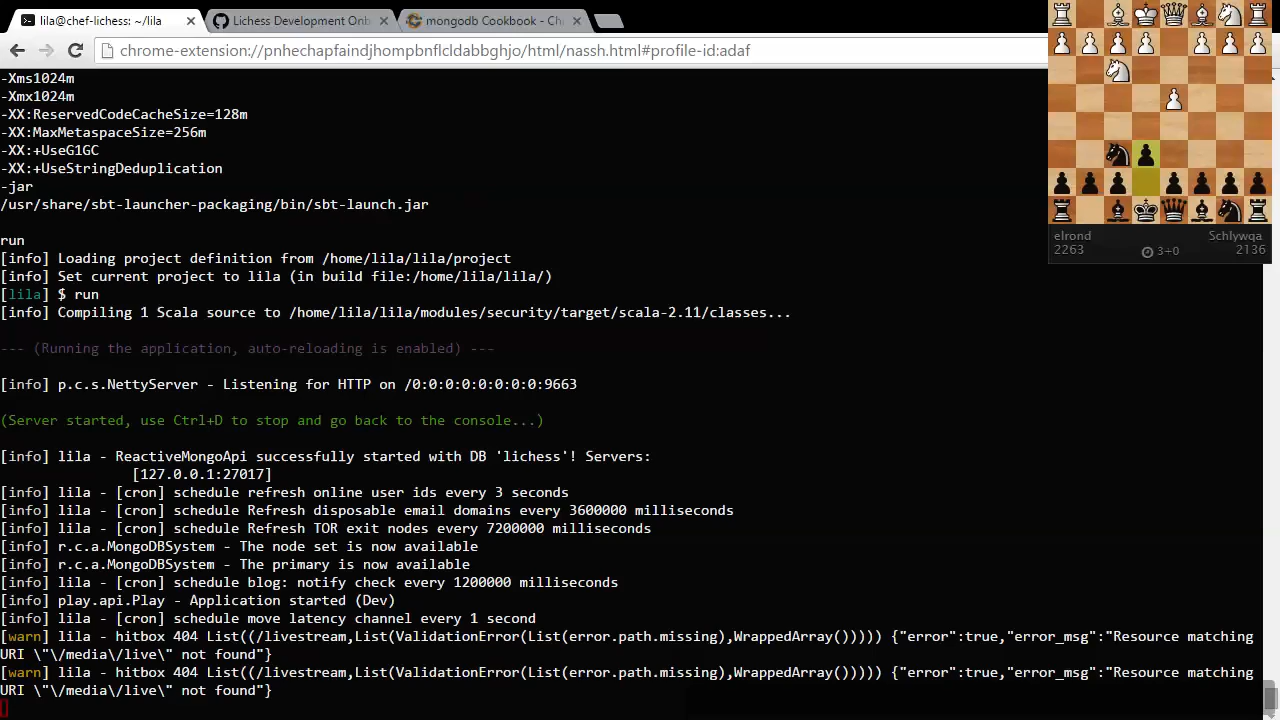 lila@chef-lichess: ~/lila
Lichess Development Onb
mongodb Cookbook - Ch
chrome-extension://pnhechapfaindjhompbnflcldabbghjo/html/nassh.html#profile-id:adaf
-Xms1024m
-Xmx1024m
-XX:ReservedCodeCacheSize=128m
-XX:MaxMetaspaceSize=256m
-XX:+UseG1GC
-XX:+UseStringDeduplication
-jar
/usr/share/sbt-launcher-packaging/bin/sbt-launch.jar
run
[info] Loading project definition from /home/lila/lila/project
[info] Set current project to lila (in build file:/home/lila/lila/)
[lila] $ run
[info] Compiling 1 Scala source to /home/lila/lila/modules/security/target/scala-2.11/classes...
--- (Running the application, auto-reloading is enabled) ---
[info] p.c.s.NettyServer - Listening for HTTP on /0:0:0:0:0:0:0:0:9663
(Server started, use Ctrl+D to stop and go back to the console...)
[info] lila - ReactiveMongoApi successfully started with DB 'lichess'! Servers:
[127.0.0.1:27017]
[info] lila - [cron] schedule refresh online user ids every 3 seconds
[info] lila - [cron] schedule Refresh disposable email domains every 3600000 milliseconds
[info] lila - [cron] schedule Refresh TOR exit nodes every 7200000 milliseconds
[info] r.c.a.MongoDBSystem - The node set is now available
[info] r.c.a.MongoDBSystem - The primary is now available
[info] lila - [cron] schedule blog: notify check every 1200000 milliseconds
[info] play.api.Play - Application started (Dev)
[info] lila - [cron] schedule move latency channel every 1 second
[warn] lila - hitbox 404 List((/livestream,List(ValidationError(List(error.path.missing),WrappedArray())))) {"error":true,"error_msg":"Resource matching
URI \"\/media\/live\" not found"}
[warn] lila - hitbox 404 List((/livestream,List(ValidationError(List(error.path.missing),WrappedArray())))) {"error":true,"error_msg":"Resource matching
URI \"\/media\/live\" not found"}
elrond
2263
3+0
Schlywqa
2136